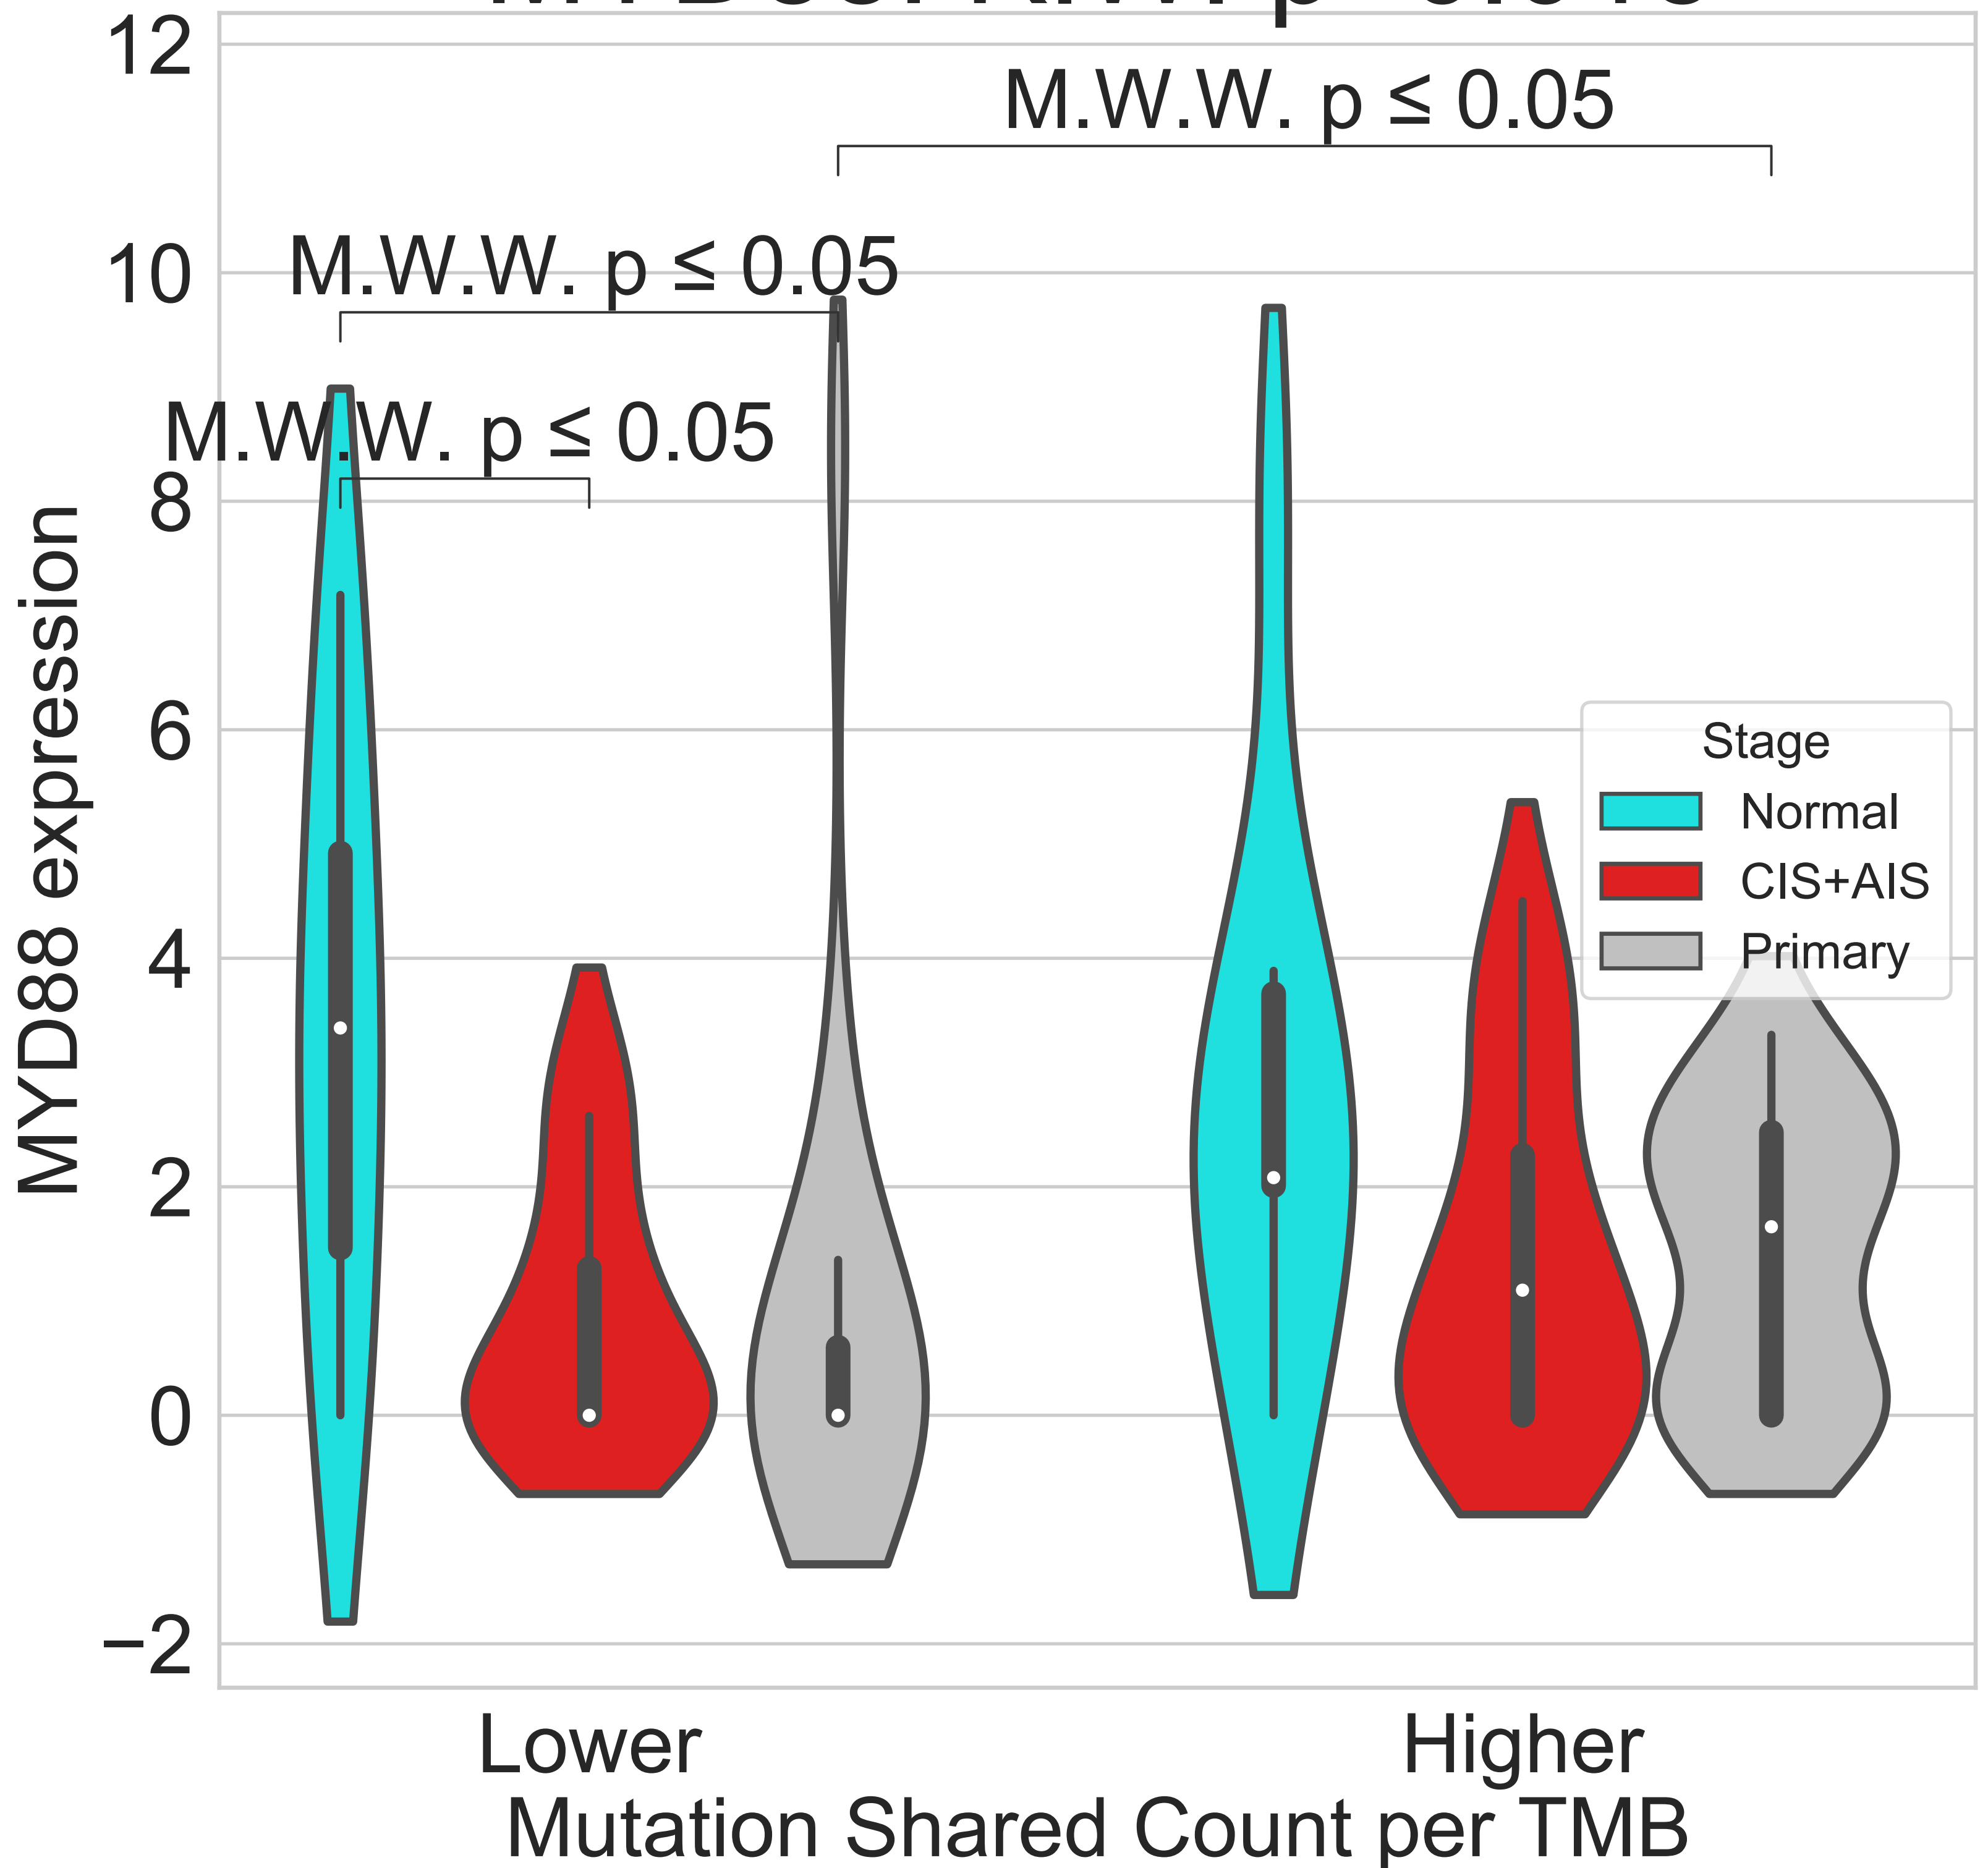 12
M.W.W. p ≤ 0.05
10
M.W.W. p ≤ 0.05
M.W.W. p ≤ 0.05
8
6
4
2
0
−2
MYD88 expression
Stage
Normal
CIS+AIS
Primary
Lower
Higher
Mutation Shared Count per TMB